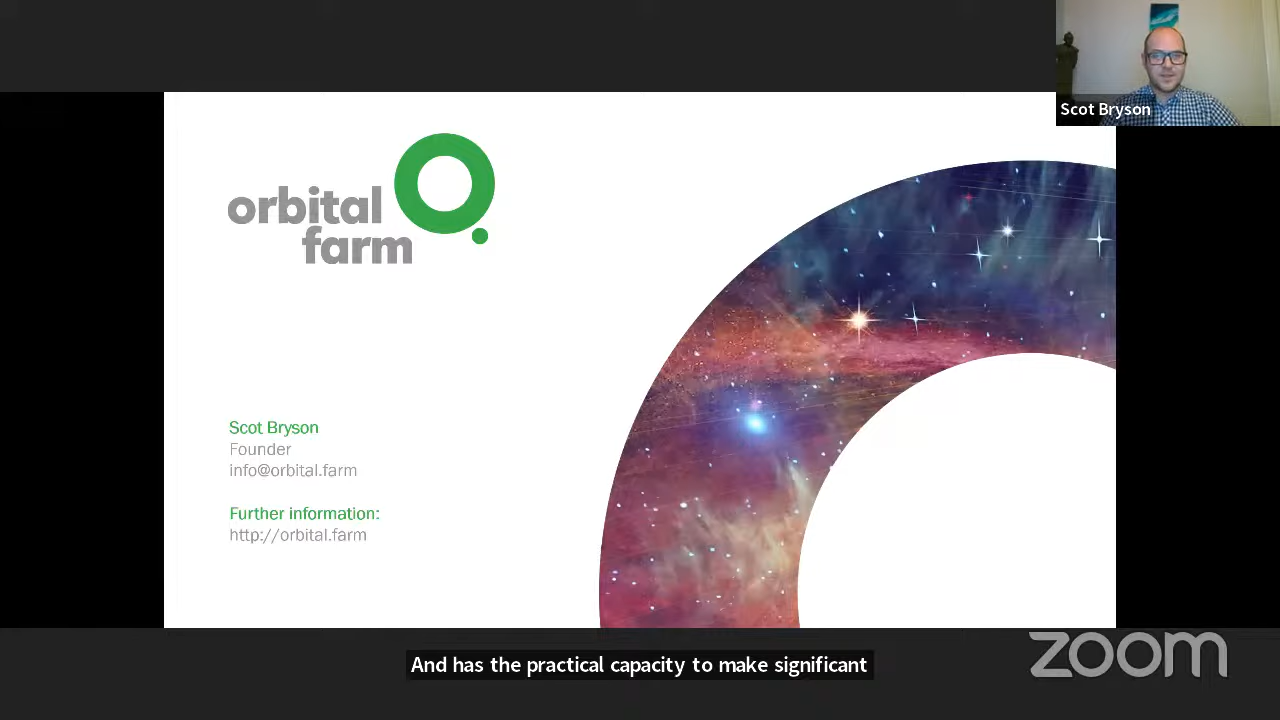 Scot Bryson
orbital
farm
Scot Bryson
Founder
info@orbital.farm
Further information:
http://orbital.farm
And has the practical capacity to make significant
zoom